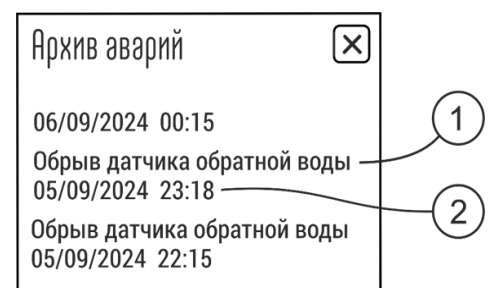 Архив аварий
06/09/2024 00:15
Обрыв датчика обратной воды
05/09/2024 23:18
Обрыв датчика обратной воды
05/09/2024 22:15
1
2